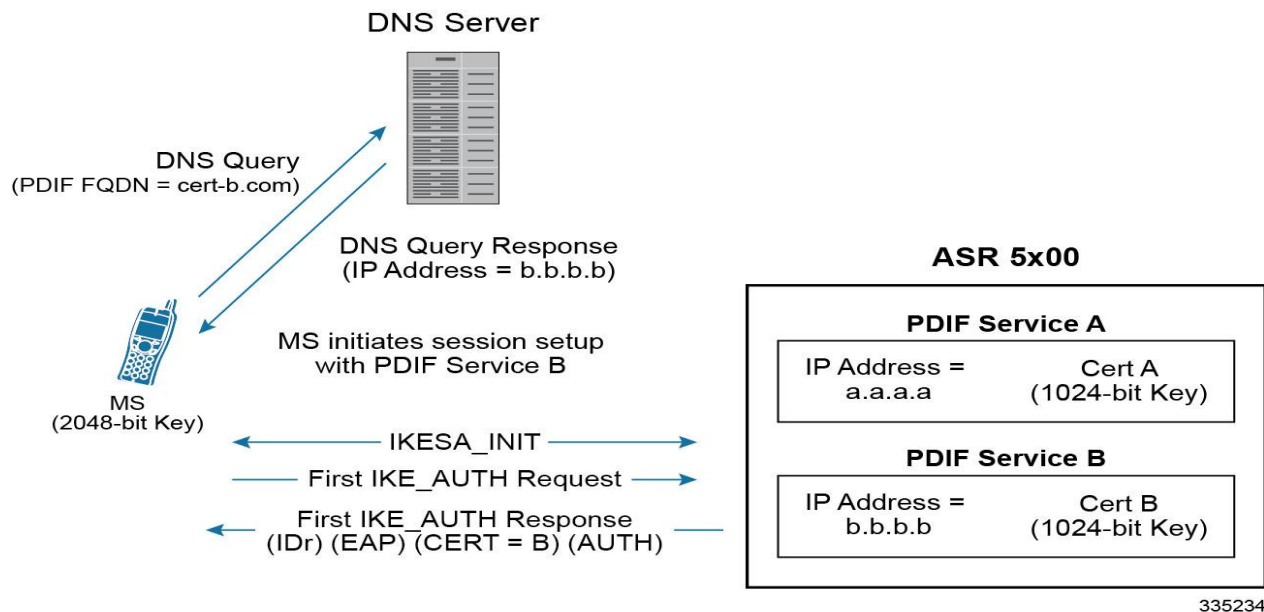 DNS Server
DNS Query
(PDIF FQDN = cert-b.com)
DNS Query Response
(IP Address = b.b.b.b)
MS initiates session setup
with PDIF Service B
MS
(2048-bit Key)
IKESA_INIT
First IKE_AUTH Request
First IKE_AUTH Response
(IDr) (EAP) (CERT = B) (AUTH)
ASR 5x00
PDIF Service A
IP Address =
a.a.a.a
Cert A
(1024-bit Key)
PDIF Service B
IP Address =
b.b.b.b
Cert B
(1024-bit Key)
335234